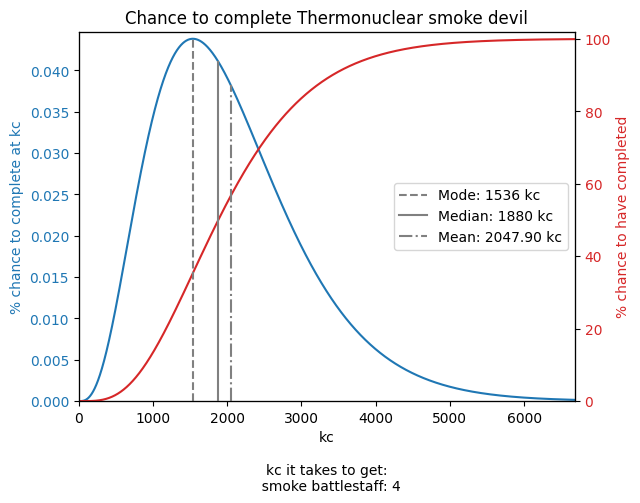 Chance to complete Thermonuclear smoke devil
% chance to complete at kc
0.040
0.035
0.030
0.025
0.020
0.015
0.010
0.005
0.000
Mode: 1536 kc
Median: 1880 kc
Mean: 2047.90 kc
100
80
60
40
20
0
% chance to have completed
0 1000 2000 3000 4000 5000 6000
kc
kc it takes to get:
smoke battlestaff: 4